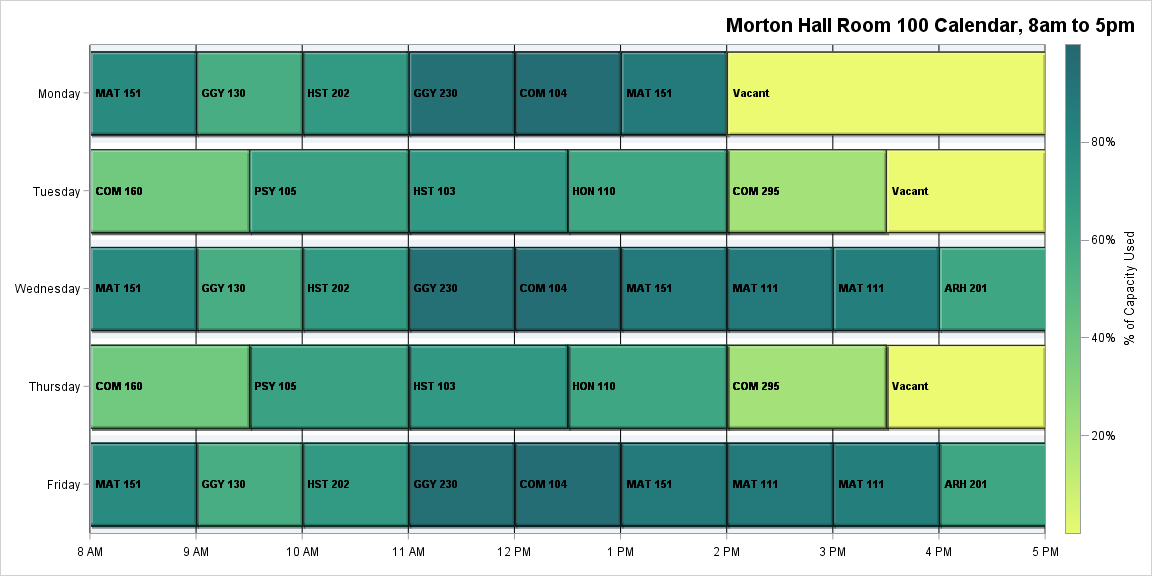 Morton Hall Room 100 Calendar, 8am to 5pm
Monday MAT 151 GGY 130 HST 202 GGY 230 COM 104 MAT 151 Vacant
80%
Tuesday COM 160 PSY 105 HST 103 HON 110 COM 295 Vacant
60%
% of Capacity Used
Wednesday MAT 151 GGY 130 HST 202 GGY 230 COM 104 MAT 151 MAT 111 MAT 111 ARH 201
40%
Thursday COM 160 PSY 105 HST 103 HON 110 COM 295 Vacant
20%
Friday MAT 151 GGY 130 HST 202 GGY 230 COM 104 MAT 151 MAT 111 MAT 111 ARH 201
8 AM 9 AM 10 AM 11 AM 12 PM 1 PM 2 PM 3 PM 4 PM 5 PM